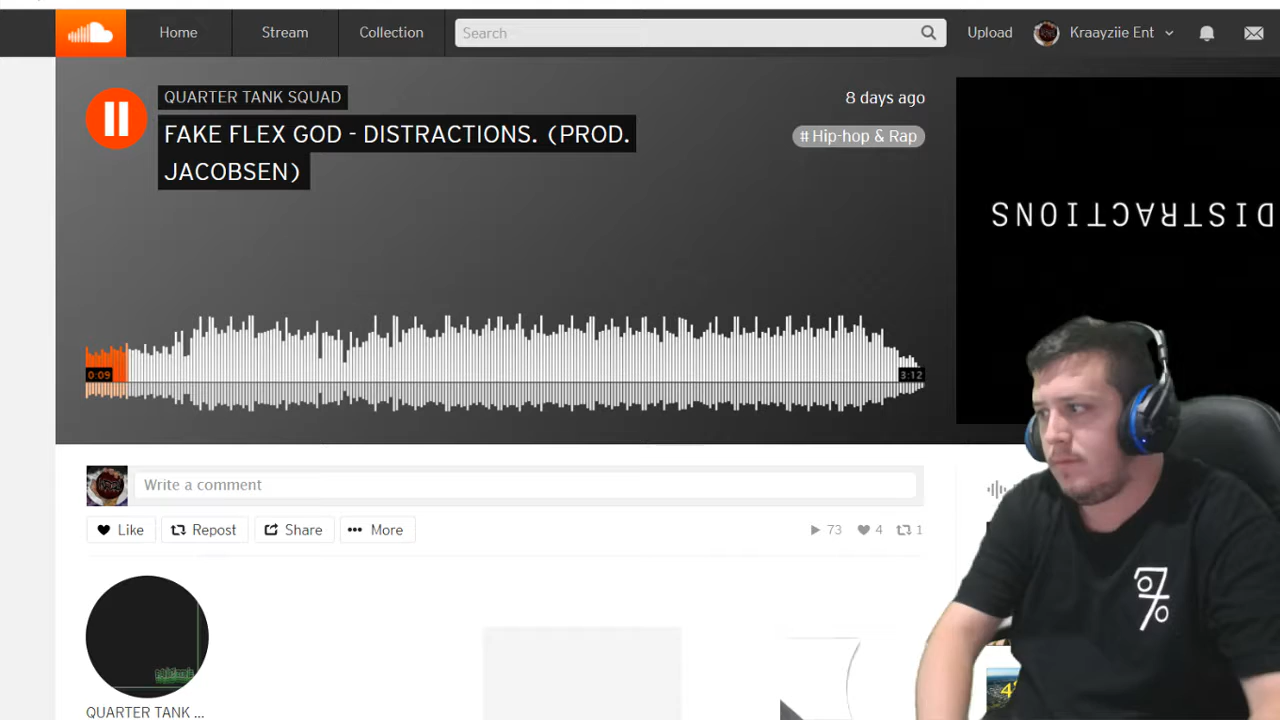 Home
Stream
Collection
Search
Upload
Kraayziie Ent
QUARTER TANK SQUAD
8 days ago
FAKE FLEX GOD - DISTRACTIONS. (PROD.
JACOBSEN)
# Hip-hop & Rap
DISTRACTIONS
0:09
3:12
Write a comment
Like
Repost
Share
More
73
4
1
QUARTER TANK ...